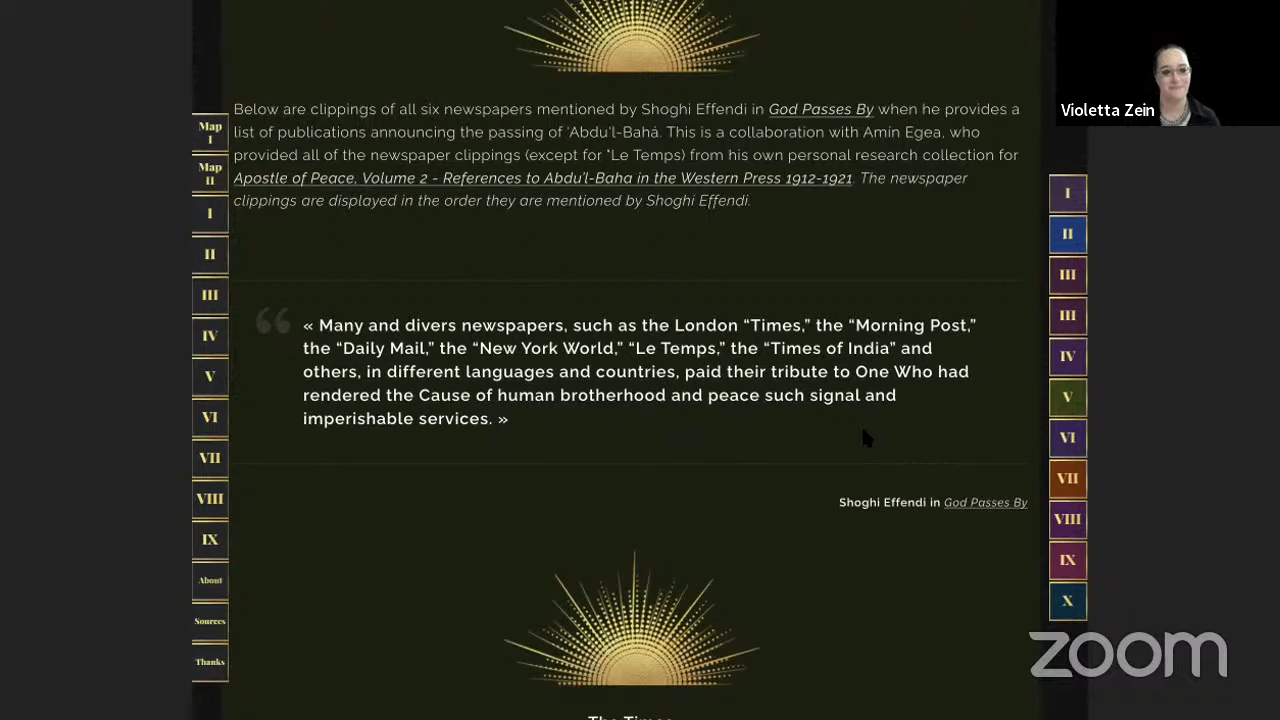 Below are clippings of all six newspapers mentioned by Shoghi Effendi in God Passes By when he provides a
list of publications announcing the passing of 'Abdu'l-Bahá. This is a collaboration with Amín Egea, who
provided all of the newspaper clippings (except for "Le Temps) from his own personal research collection for
Apostle of Peace, Volume 2 - References to Abdu'l-Baha in the Western Press 1912-1921. The newspaper
clippings are displayed in the order they are mentioned by Shoghi Effendi.
« Many and divers newspapers, such as the London “Times,” the “Morning Post,”
the “Daily Mail,” the “New York World,” “Le Temps,” the “Times of India” and
others, in different languages and countries, paid their tribute to One Who had
rendered the Cause of human brotherhood and peace such signal and
imperishable services. »
Shoghi Effendi in God Passes By
The Times
Map
I
Map
II
I
II
III
IV
V
VI
VII
VIII
IX
About
Sources
Thanks
I
II
III
III
IV
V
VI
VII
VIII
IX
X
Violetta Zein
zoom